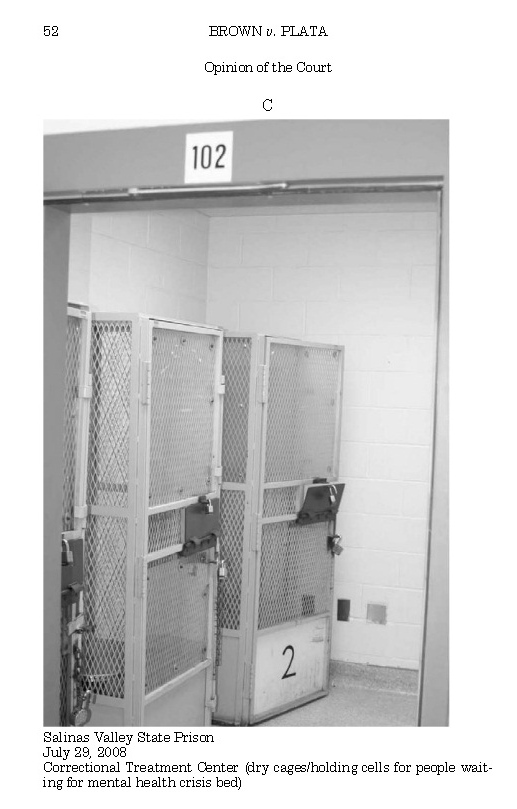 52
BROWN v. PLATA
Opinion of the Court
C
102
2
Salinas Valley State Prison
July 29, 2008
Correctional Treatment Center (dry cages/holding cells for people wait-
ing for mental health crisis bed)